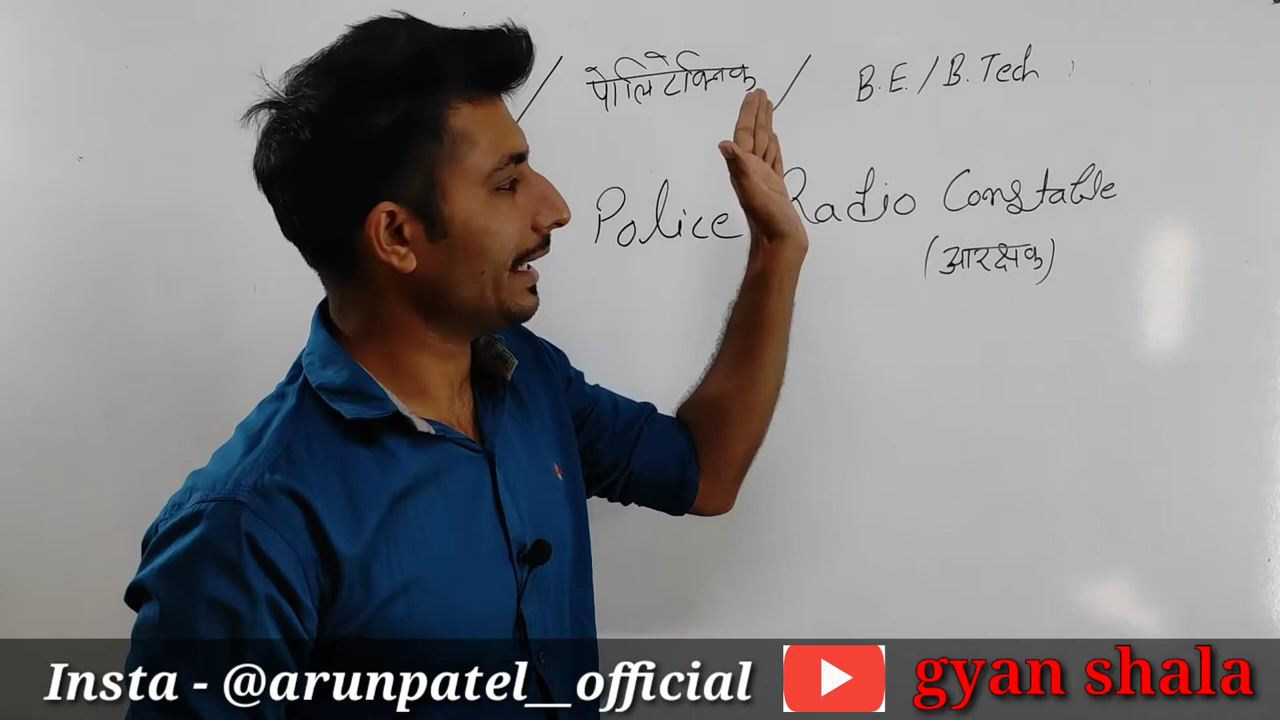 / पोलिटेक्निक / B.E. / B.Tech
Police Radio Constable
(आरक्षक)
Insta - @arunpatel__official gyan shala